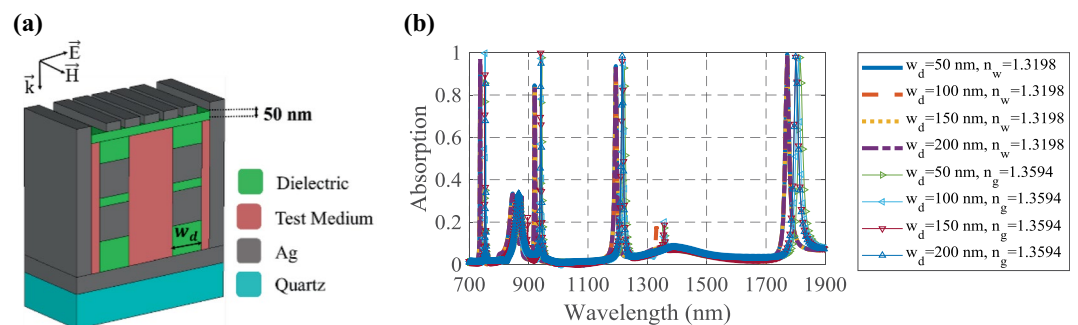 (a)
E
H
k
50 nm
w_d
Dielectric
Test Medium
Ag
Quartz
(b)
Absorption
1
0.8
0.6
0.4
0.2
0
700 900 1100 1300 1500 1700 1900
Wavelength (nm)
w_d=50 nm, n_w=1.3198
w_d=100 nm, n_w=1.3198
w_d=150 nm, n_w=1.3198
w_d=200 nm, n_w=1.3198
w_d=50 nm, n_g=1.3594
w_d=100 nm, n_g=1.3594
w_d=150 nm, n_g=1.3594
w_d=200 nm, n_g=1.3594